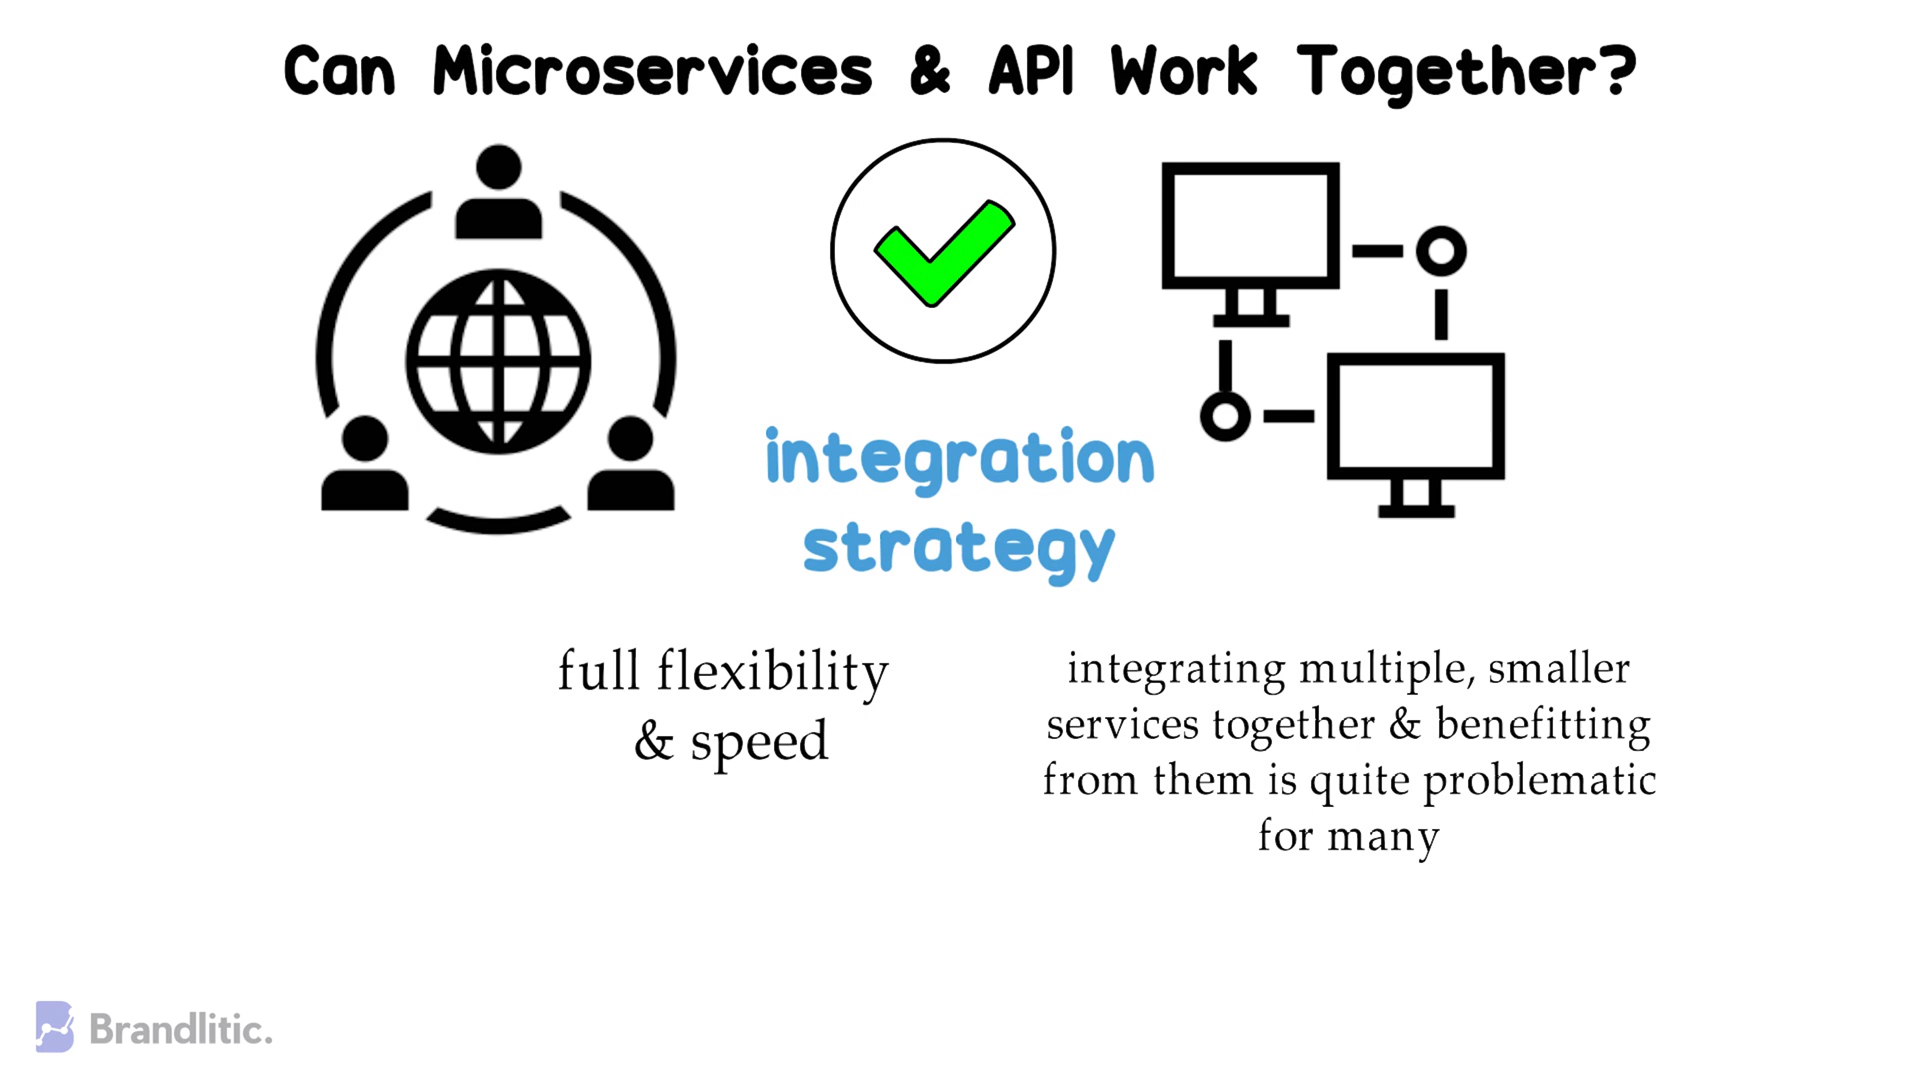 Can Microservices & API Work Together?
integration
strategy
full flexibility
& speed
integrating multiple, smaller
services together & benefitting
from them is quite problematic
for many
Brandlitic.